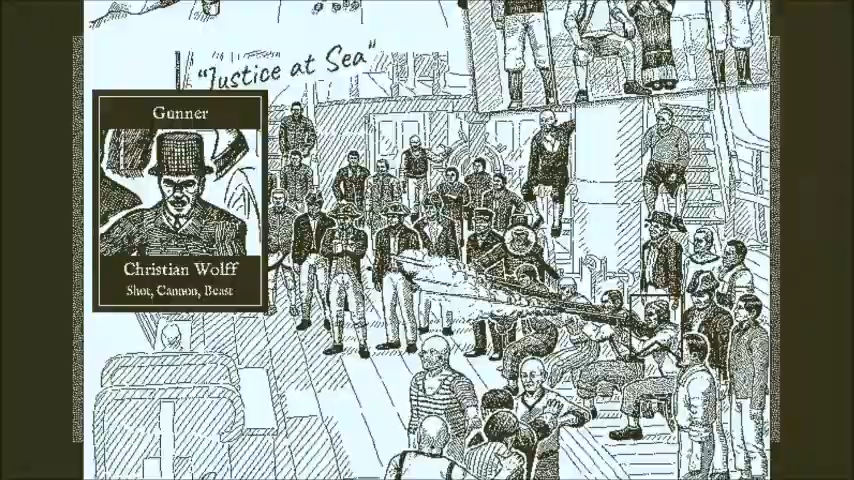 "Justice at Sea"
Gunner
Christian Wolff
Shot, Cannon, Beast